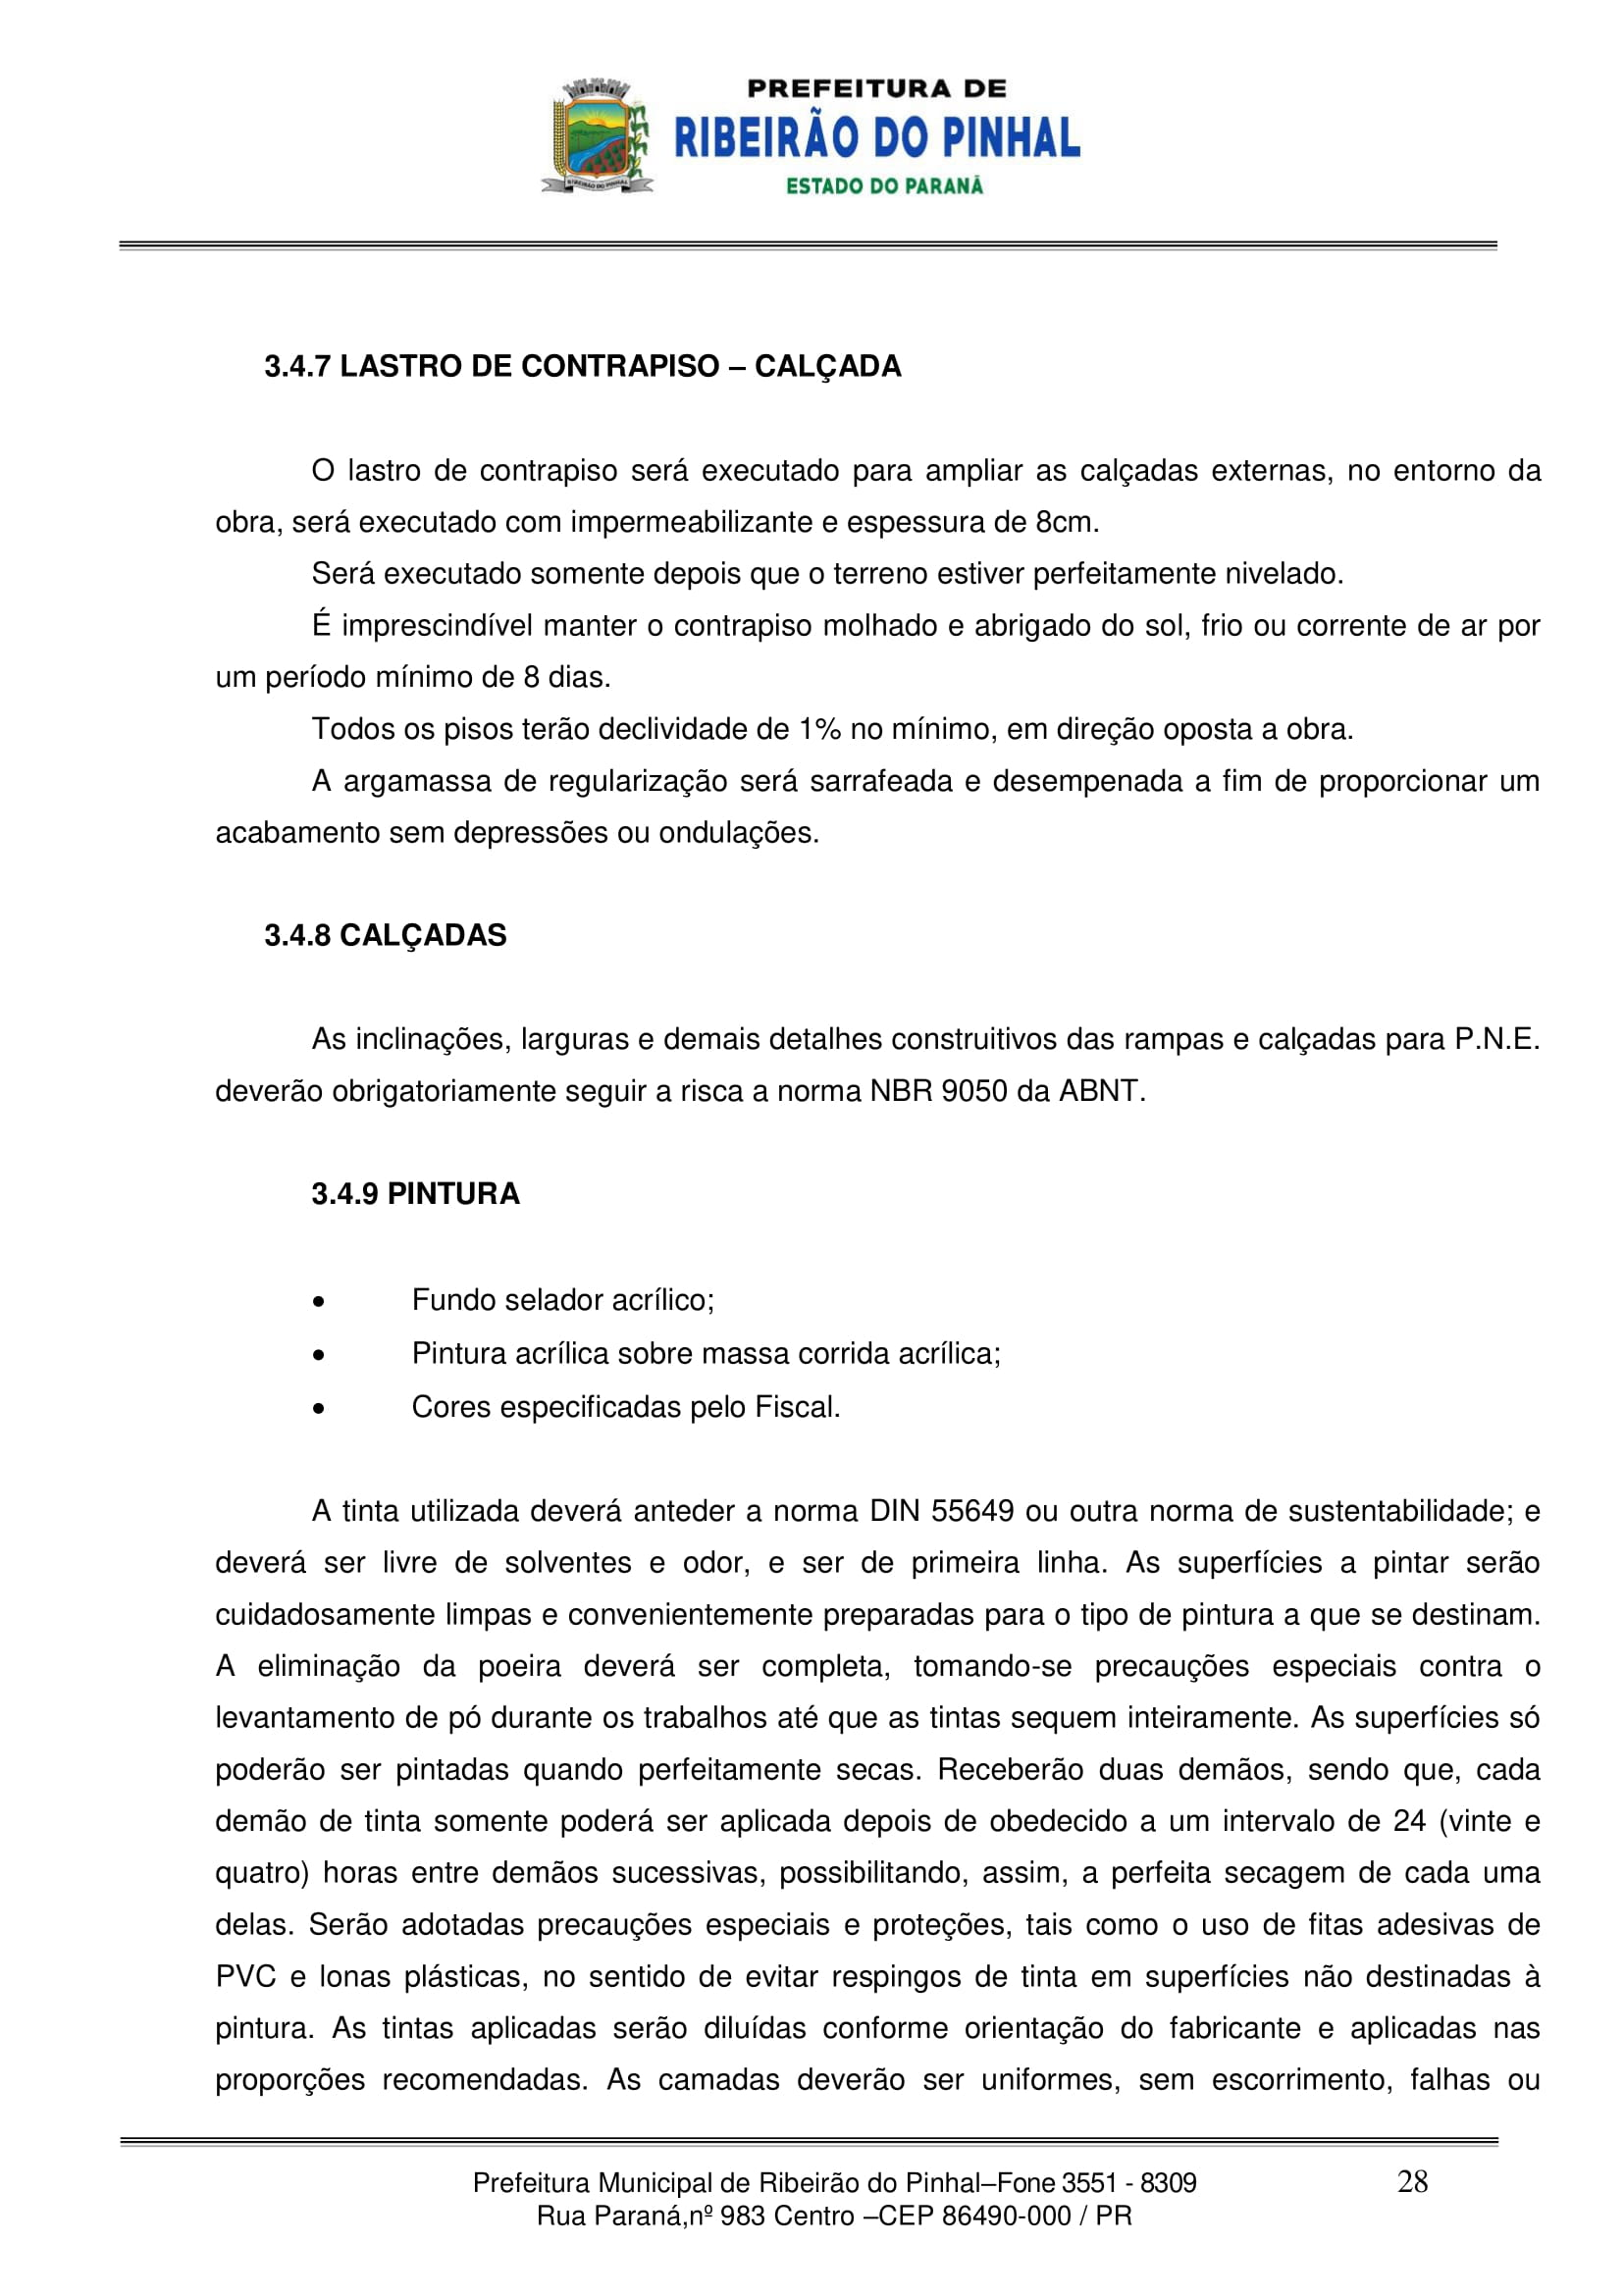 PREFEITURA DE
RIBEIRÃO DO PINHAL
ESTADO DO PARANÁ
RIBEIRÃO DO PINHAL
3.4.7 LASTRO DE CONTRAPISO – CALÇADA
O lastro de contrapiso será executado para ampliar as calçadas externas, no entorno da
obra, será executado com impermeabilizante e espessura de 8cm.
Será executado somente depois que o terreno estiver perfeitamente nivelado.
É imprescindível manter o contrapiso molhado e abrigado do sol, frio ou corrente de ar por
um período mínimo de 8 dias.
Todos os pisos terão declividade de 1% no mínimo, em direção oposta a obra.
A argamassa de regularização será sarrafeada e desempenada a fim de proporcionar um
acabamento sem depressões ou ondulações.
3.4.8 CALÇADAS
As inclinações, larguras e demais detalhes construitivos das rampas e calçadas para P.N.E.
deverão obrigatoriamente seguir a risca a norma NBR 9050 da ABNT.
3.4.9 PINTURA
• Fundo selador acrílico;
• Pintura acrílica sobre massa corrida acrílica;
• Cores especificadas pelo Fiscal.
A tinta utilizada deverá anteder a norma DIN 55649 ou outra norma de sustentabilidade; e
deverá ser livre de solventes e odor, e ser de primeira linha. As superfícies a pintar serão
cuidadosamente limpas e convenientemente preparadas para o tipo de pintura a que se destinam.
A eliminação da poeira deverá ser completa, tomando-se precauções especiais contra o
levantamento de pó durante os trabalhos até que as tintas sequem inteiramente. As superfícies só
poderão ser pintadas quando perfeitamente secas. Receberão duas demãos, sendo que, cada
demão de tinta somente poderá ser aplicada depois de obedecido a um intervalo de 24 (vinte e
quatro) horas entre demãos sucessivas, possibilitando, assim, a perfeita secagem de cada uma
delas. Serão adotadas precauções especiais e proteções, tais como o uso de fitas adesivas de
PVC e lonas plásticas, no sentido de evitar respingos de tinta em superfícies não destinadas à
pintura. As tintas aplicadas serão diluídas conforme orientação do fabricante e aplicadas nas
proporções recomendadas. As camadas deverão ser uniformes, sem escorrimento, falhas ou
Prefeitura Municipal de Ribeirão do Pinhal–Fone 3551 - 8309
28
Rua Paraná,nº 983 Centro –CEP 86490-000 / PR